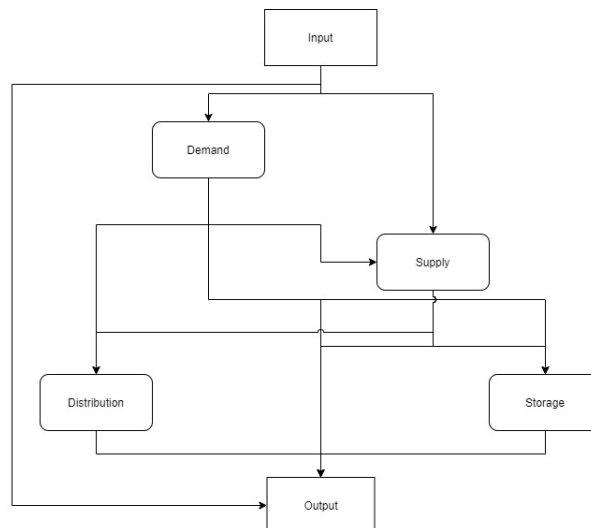 Input
Demand
Supply
Distribution
Storage
Output